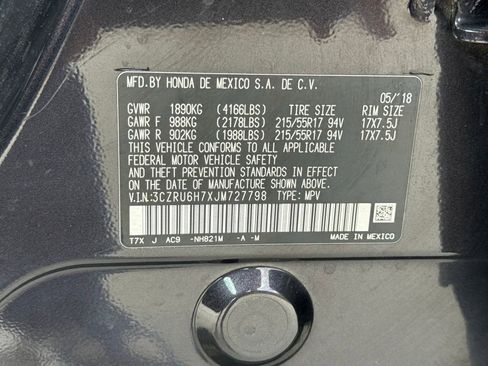 MFD. BY HONDA DE MEXICO S.A. DE C.V.
05/'18
GVWR 1890KG (4166LBS) TIRE SIZE RIM SIZE
GAWR F 988KG (2178LBS) 215/55R17 94V 17X7.5J
GAWR R 902KG (1988LBS) 215/55R17 94V 17X7.5J
THIS VEHICLE CONFORMS TO ALL APPLICABLE
FEDERAL MOTOR VEHICLE SAFETY
AND THEFT PREVENTION STANDARDS IN EFFECT ON
THE DATE OF MANUFACTURE SHOWN ABOVE.
V.I.N.:3CZRU6H7XJM727798 TYPE: MPV
T7X J AC9 -NH821M -A -M MADE IN MEXICO